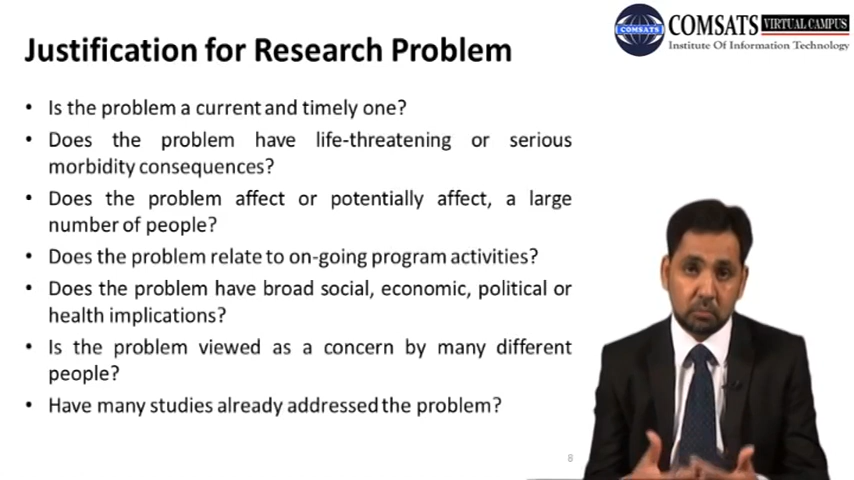 COMSATS VIRTUAL CAMPUS
COMSATS
Institute Of Information Technology
Justification for Research Problem
• Is the problem a current and timely one?
• Does the problem have life-threatening or serious
morbidity consequences?
• Does the problem affect or potentially affect, a large
number of people?
• Does the problem relate to on-going program activities?
• Does the problem have broad social, economic, political or
health implications?
• Is the problem viewed as a concern by many different
people?
• Have many studies already addressed the problem?
8